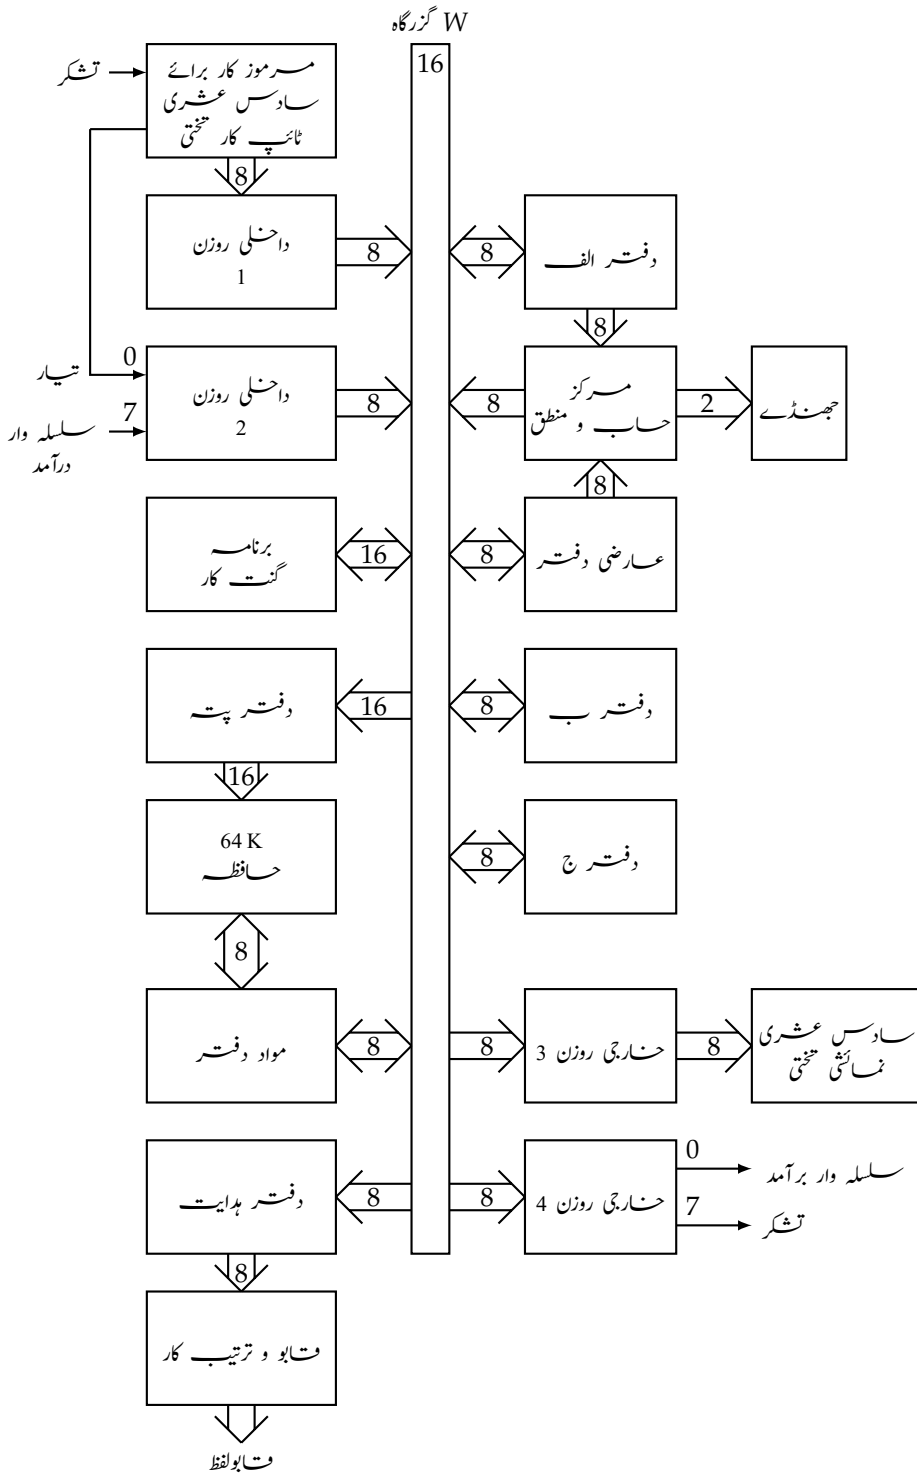 گزرگاہ W
16
تشکر
مرموز کار برائے
سادس عشری
ٹائپ کار تختی
8
داخلی روزن
1
8
8
دفتر الف
8
تیار
0
7
سلسلہ وار
درآمد
داخلی روزن
2
8
8
مرکز
حساب و منطق
2
جھنڈے
8
برنامہ
گنت کار
16
8
عارضی دفتر
دفتر پتہ
16
8
دفتر ب
16
64 K
حافظہ
8
دفتر ج
8
مواد دفتر
8
8
خارجی روزن 3
8
سادس عشری
نمائشی تختی
دفتر ہدایت
8
8
خارجی روزن 4
0
سلسلہ وار برآمد
7
تشکر
8
قابو و ترتیب کار
قابولفظ